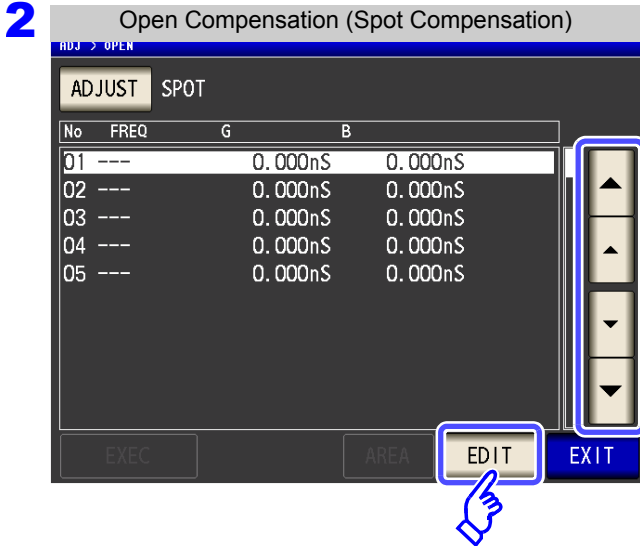 2
Open Compensation (Spot Compensation)
ADJ > OPEN
ADJUST SPOT
No FREQ G B
01 --- 0.000nS 0.000nS
02 --- 0.000nS 0.000nS
03 --- 0.000nS 0.000nS
04 --- 0.000nS 0.000nS
05 --- 0.000nS 0.000nS
EXEC AREA EDIT EXIT